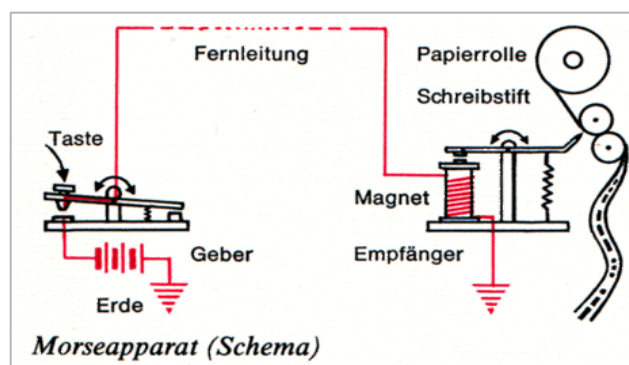 Fernleitung
Papierrolle
Schreibstift
Taste
Magnet
Geber
Empfänger
Erde
Morseapparat (Schema)